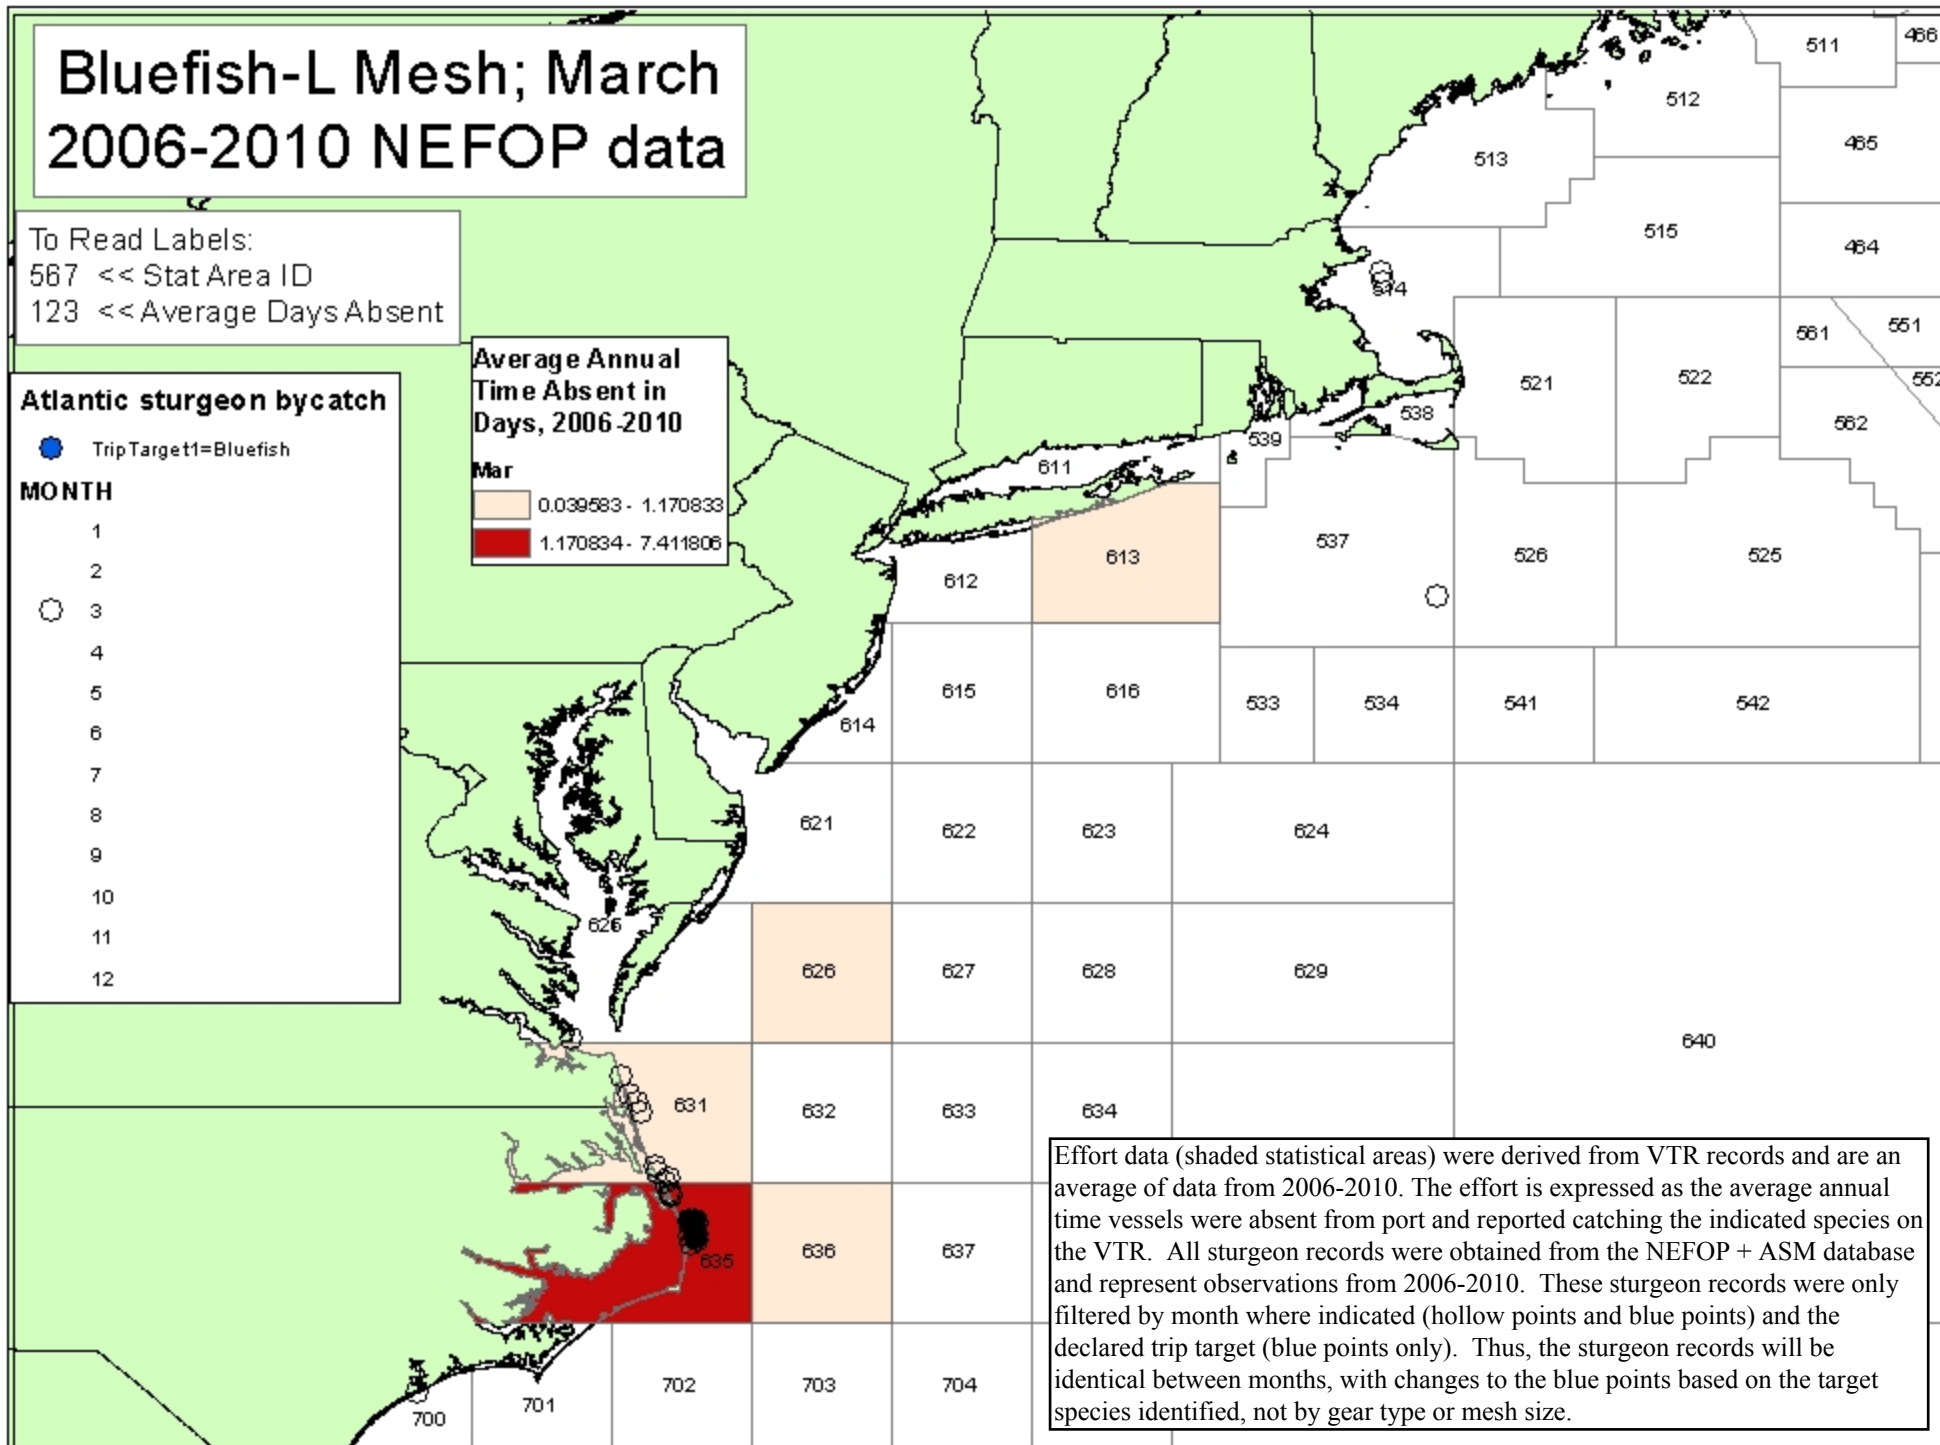 Bluefish-L Mesh; March
2006-2010 NEFOP data
To Read Labels:
567 << Stat Area ID
123 << Average Days Absent
Average Annual
Time Absent in
Days, 2006-2010
Mar
0.039583 - 1.170833
1.170834 - 7.411806
Atlantic sturgeon bycatch
TripTarget1=Bluefish
MONTH
1
2
3
4
5
6
7
8
9
10
11
12
511
466
512
465
513
515
464
514
561
551
521
522
552
538
562
539
611
537
526
525
613
612
615
616
533
534
541
542
614
621
622
623
624
625
626
627
628
629
640
631
632
633
634
635
636
637
700
701
702
703
704
Effort data (shaded statistical areas) were derived from VTR records and are an
average of data from 2006-2010. The effort is expressed as the average annual
time vessels were absent from port and reported catching the indicated species on
the VTR.  All sturgeon records were obtained from the NEFOP + ASM database
and represent observations from 2006-2010.  These sturgeon records were only
filtered by month where indicated (hollow points and blue points) and the
declared trip target (blue points only).  Thus, the sturgeon records will be
identical between months, with changes to the blue points based on the target
species identified, not by gear type or mesh size.